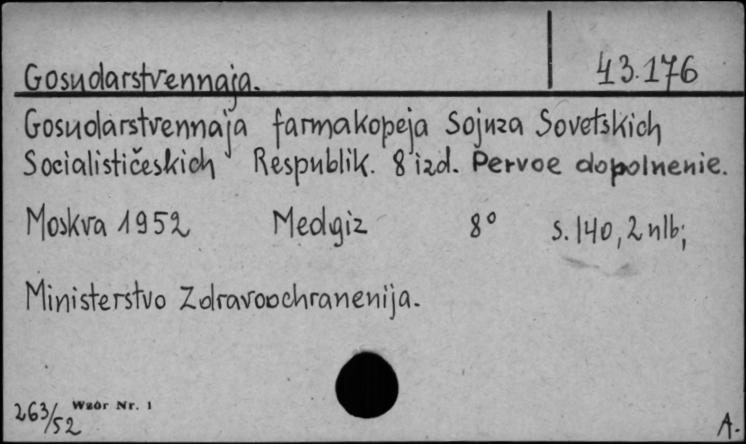 Gosudarstvennaja. 43.176
Gosudarstvennaja farmakopeja Sojuza Sovetskich
Socialističeskich Respublik. 8 izd. Pervoe dopolnenie.
Moskva 1952 Medgiz 8° s. 140, 2 nlb;
Ministerstvo Zdravoochranenija.
263/52 Wzór Nr. 1 A.